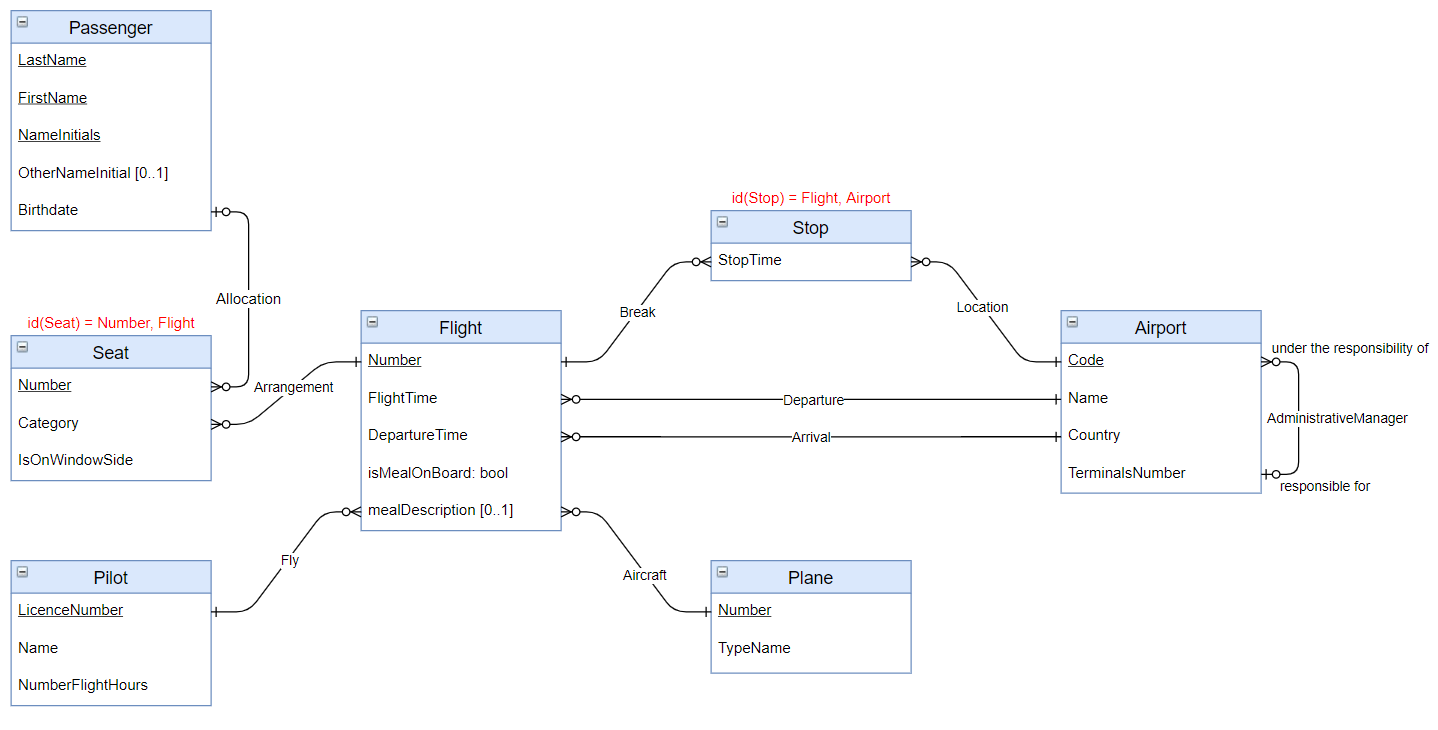 Passenger
LastName
FirstName
NameInitials
OtherNameInitial [0..1]
Birthdate
Allocation
id(Seat) = Number, Flight
Seat
Number
Category
IsOnWindowSide
Arrangement
Flight
Number
FlightTime
DepartureTime
isMealOnBoard: bool
mealDescription [0..1]
Break
id(Stop) = Flight, Airport
Stop
StopTime
Location
Departure
Arrival
Airport
Code
Name
Country
TerminalsNumber
under the responsibility of
AdministrativeManager
responsible for
Fly
Pilot
LicenceNumber
Name
NumberFlightHours
Aircraft
Plane
Number
TypeName